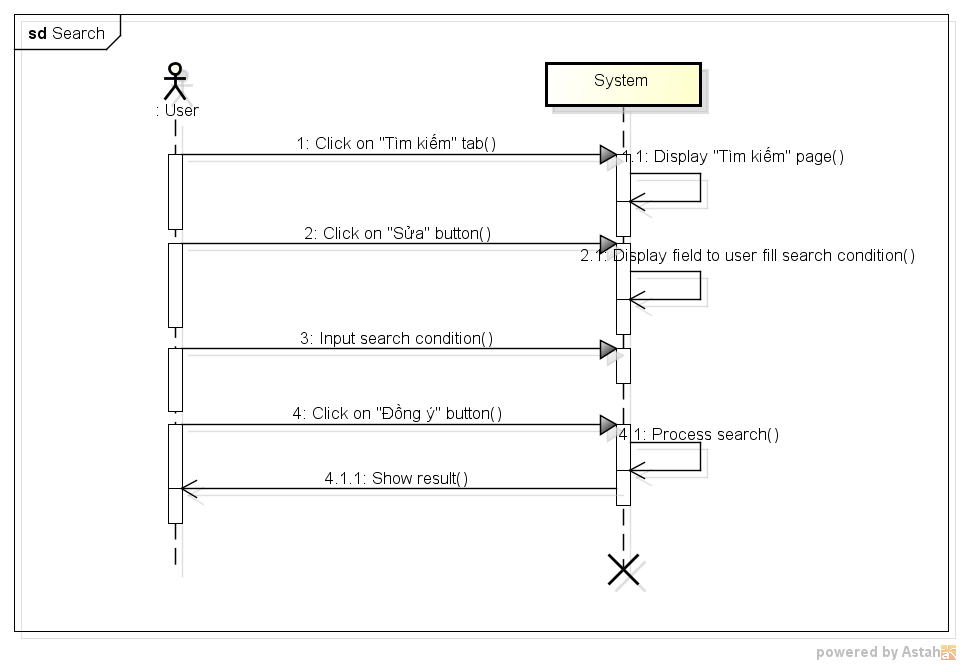 sd Search
System
: User
1: Click on "Tìm kiếm" tab()
1.1: Display "Tìm kiếm" page()
2: Click on "Sửa" button()
2.1: Display field to user fill search condition()
3: Input search condition()
4: Click on "Đồng ý" button()
4.1: Process search()
4.1.1: Show result()
powered by Astah